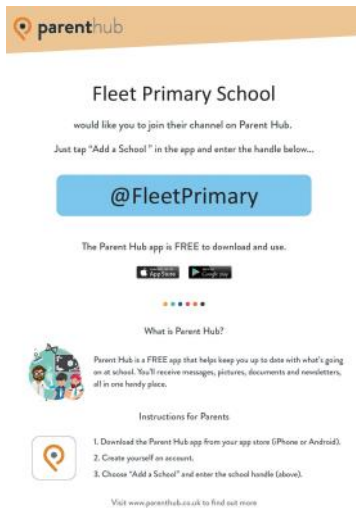 parenthub
Fleet Primary School
would like you to join their channel on Parent Hub.
Just tap "Add a School" in the app and enter the handle below...
@FleetPrimary
The Parent Hub app is FREE to download and use.
App Store
Google play
What is Parent Hub?
Parent Hub is a FREE app that helps keep you up to date with what's going
on at school. You'll receive messages, pictures, documents and newsletters,
all in one handy place.
Instructions for Parents
1. Download the Parent Hub app from your app store (iPhone or Android).
2. Create yourself an account.
3. Choose "Add a School" and enter the school handle (above).
Visit www.parenthub.co.uk to find out more